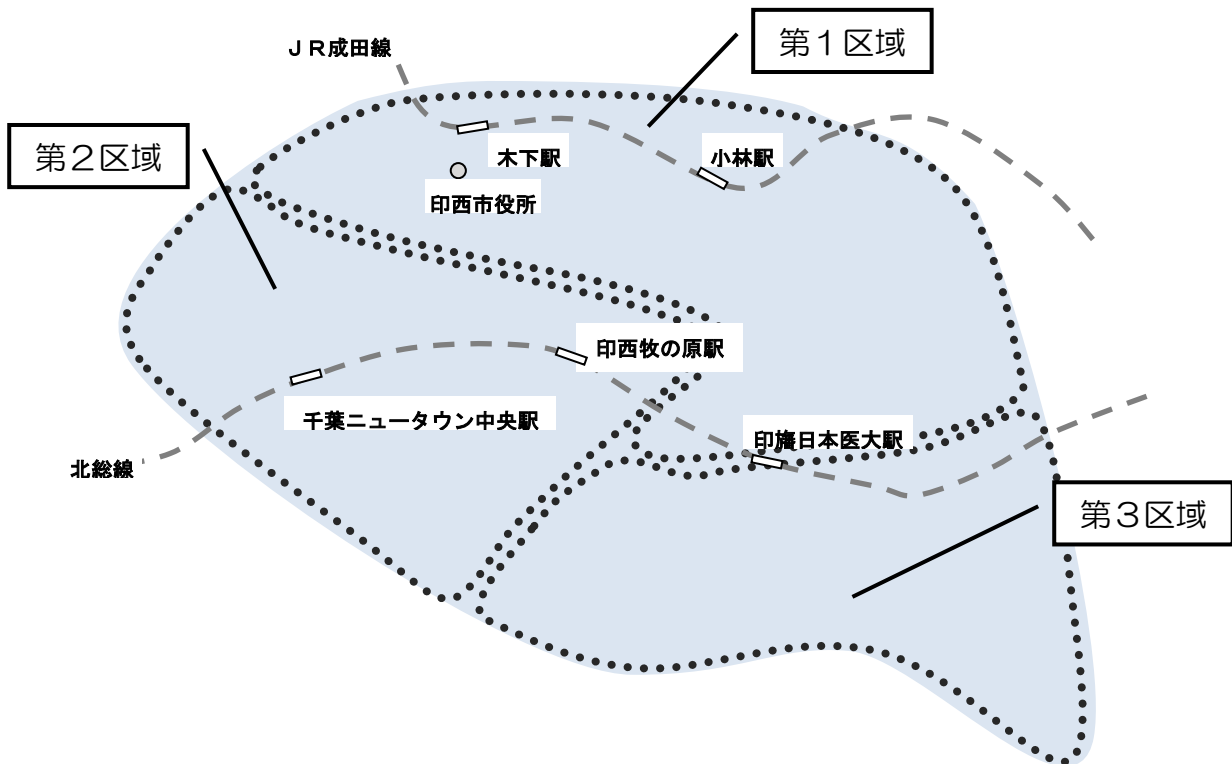 JR成田線
第1区域
第2区域
木下駅
小林駅
印西市役所
印西牧の原駅
千葉ニュータウン中央駅
印旛日本医大駅
北総線
第3区域